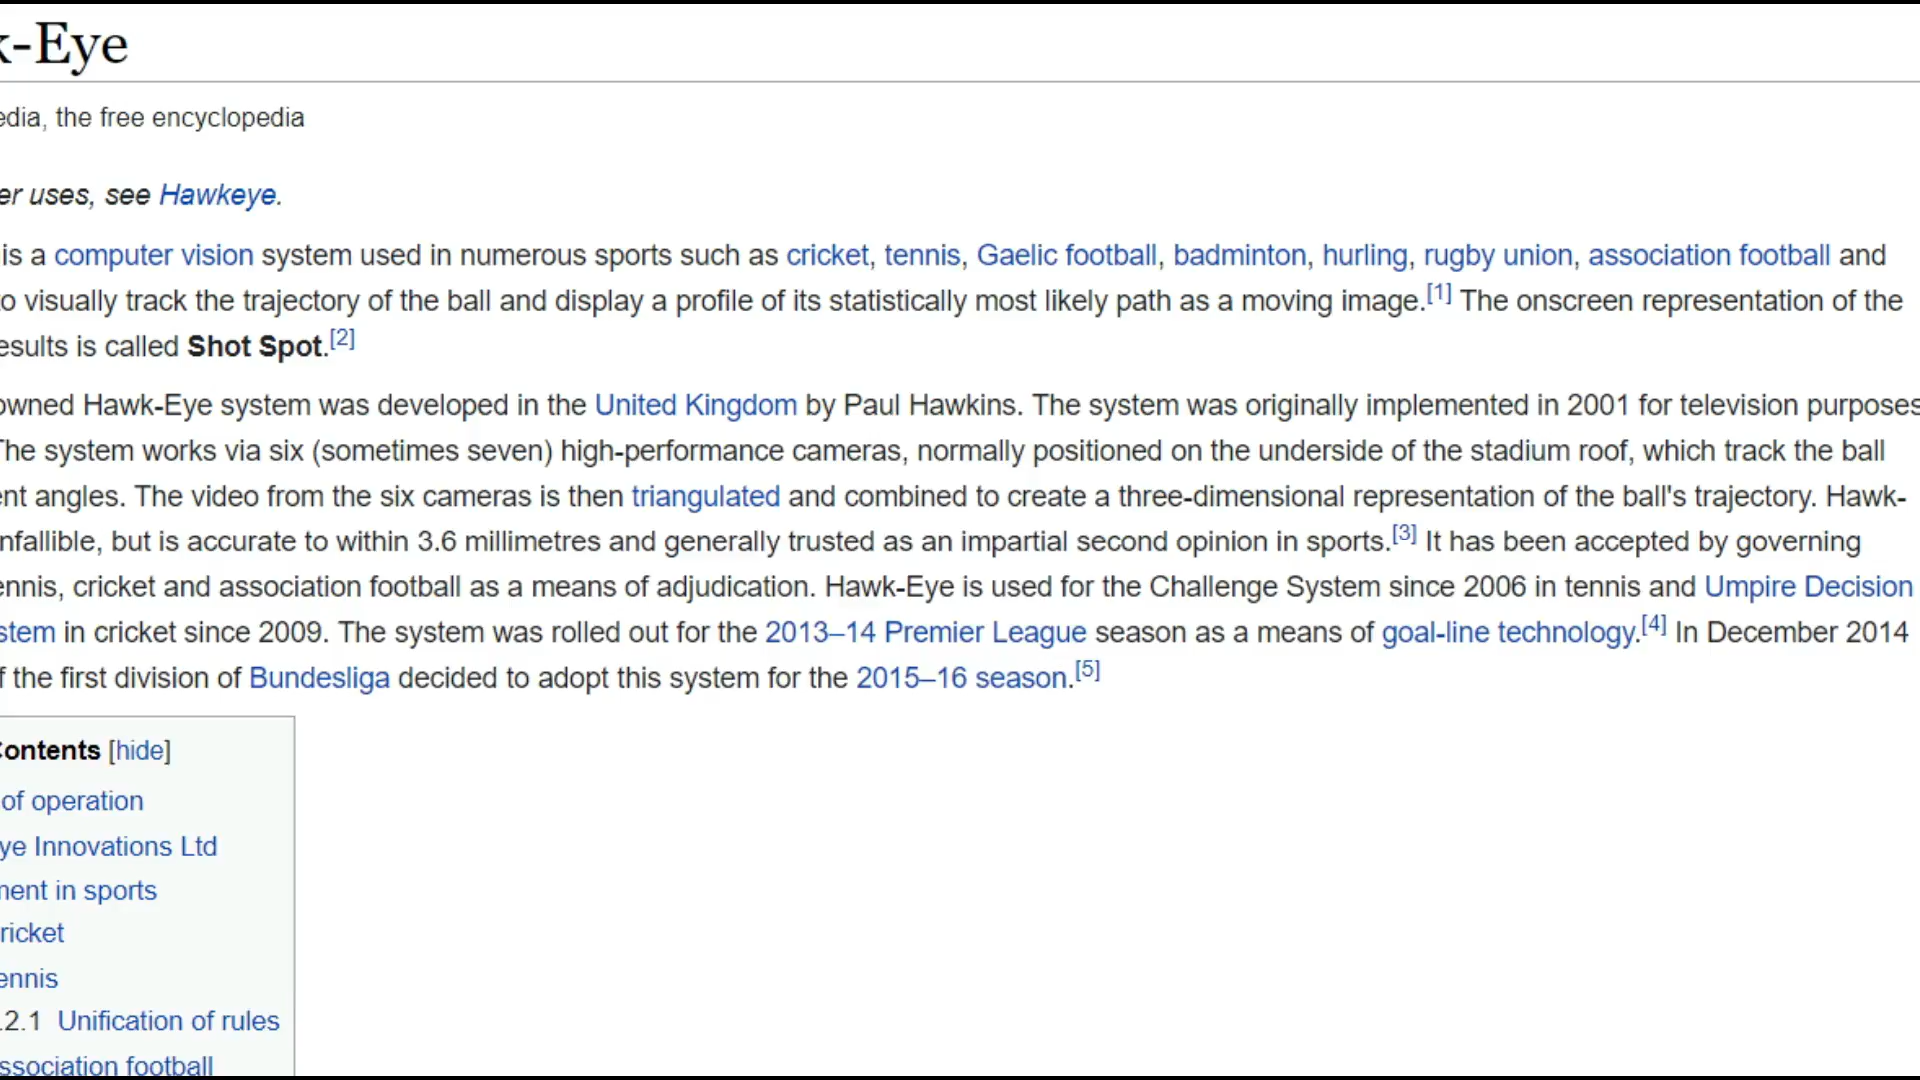 k-Eye
edia, the free encyclopedia
er uses, see Hawkeye.
is a computer vision system used in numerous sports such as cricket, tennis, Gaelic football, badminton, hurling, rugby union, association football and
o visually track the trajectory of the ball and display a profile of its statistically most likely path as a moving image.[1] The onscreen representation of the
esults is called Shot Spot.[2]
owned Hawk-Eye system was developed in the United Kingdom by Paul Hawkins. The system was originally implemented in 2001 for television purposes
The system works via six (sometimes seven) high-performance cameras, normally positioned on the underside of the stadium roof, which track the ball
ent angles. The video from the six cameras is then triangulated and combined to create a three-dimensional representation of the ball's trajectory. Hawk-
nfallible, but is accurate to within 3.6 millimetres and generally trusted as an impartial second opinion in sports.[3] It has been accepted by governing
ennis, cricket and association football as a means of adjudication. Hawk-Eye is used for the Challenge System since 2006 in tennis and Umpire Decision
stem in cricket since 2009. The system was rolled out for the 2013–14 Premier League season as a means of goal-line technology.[4] In December 2014
f the first division of Bundesliga decided to adopt this system for the 2015–16 season.[5]
Contents [hide]
of operation
ye Innovations Ltd
ment in sports
ricket
ennis
.2.1 Unification of rules
ssociation football